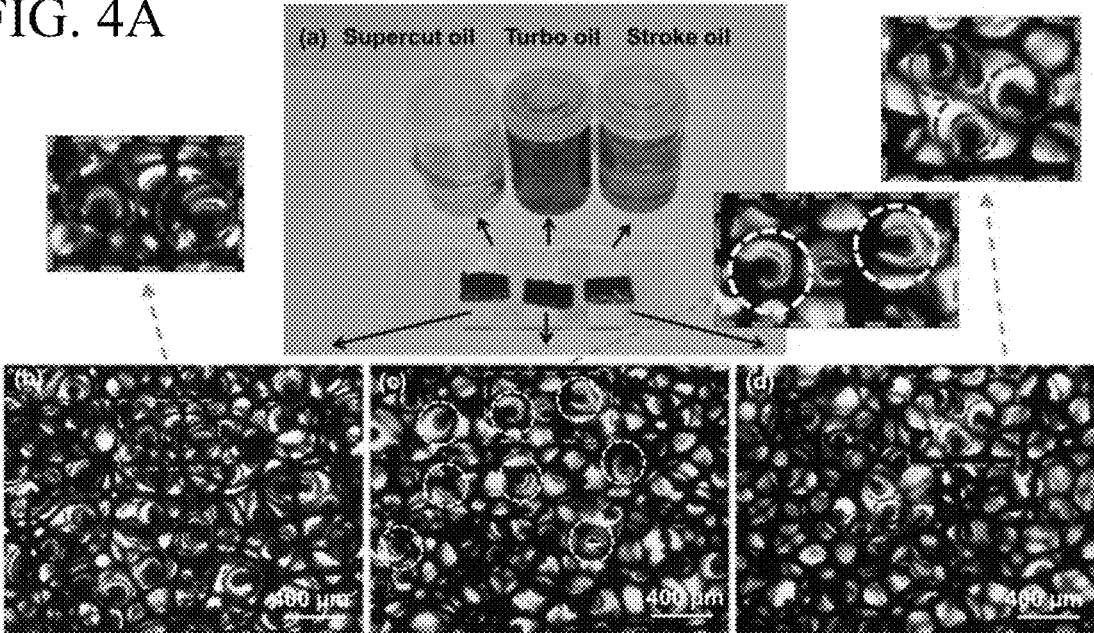 FIG. 4A
(a) Supercut oil Turbo oil Stroke oil
(b)
(c)
(d)
400 µm
400 µm
400 µm